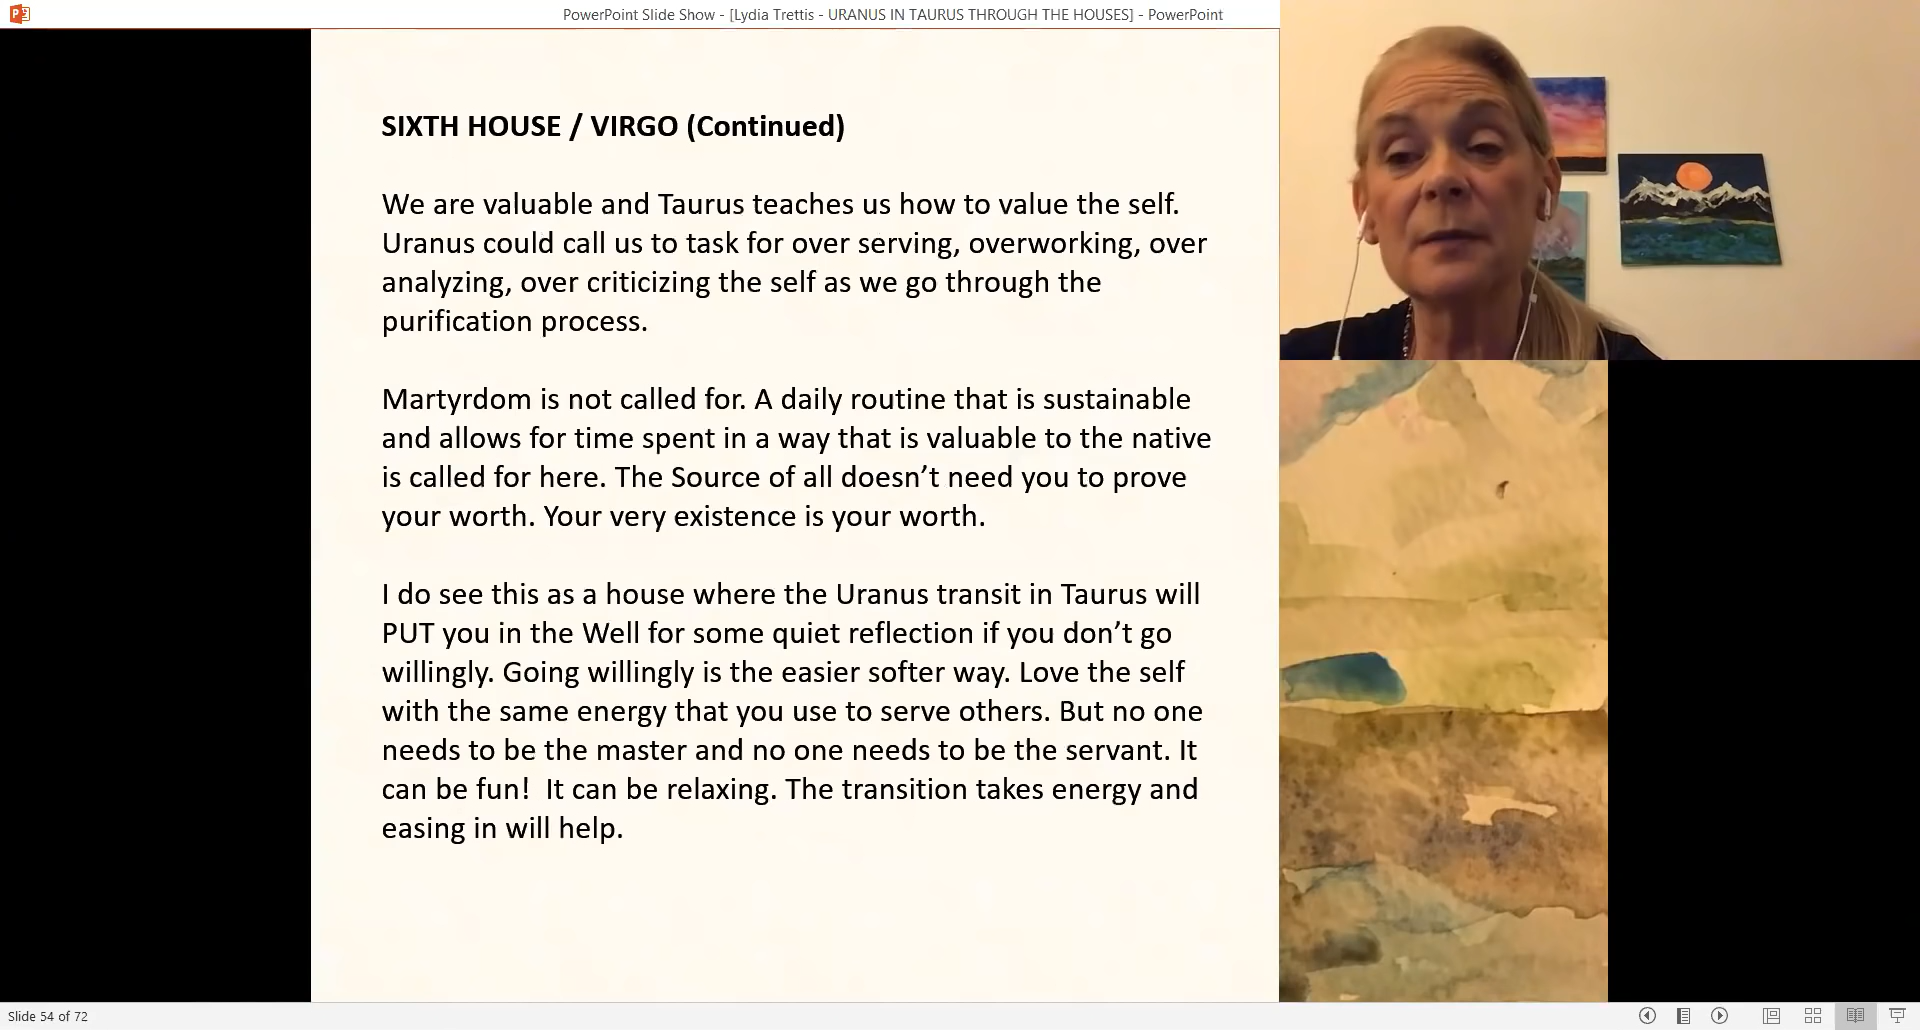 PowerPoint Slide Show - [Lydia Trettis - URANUS IN TAURUS THROUGH THE HOUSES] - PowerPoint
SIXTH HOUSE / VIRGO (Continued)
We are valuable and Taurus teaches us how to value the self.
Uranus could call us to task for over serving, overworking, over
analyzing, over criticizing the self as we go through the
purification process.
Martyrdom is not called for. A daily routine that is sustainable
and allows for time spent in a way that is valuable to the native
is called for here. The Source of all doesn’t need you to prove
your worth. Your very existence is your worth.
I do see this as a house where the Uranus transit in Taurus will
PUT you in the Well for some quiet reflection if you don’t go
willingly. Going willingly is the easier softer way. Love the self
with the same energy that you use to serve others. But no one
needs to be the master and no one needs to be the servant. It
can be fun!  It can be relaxing. The transition takes energy and
easing in will help.
Slide 54 of 72